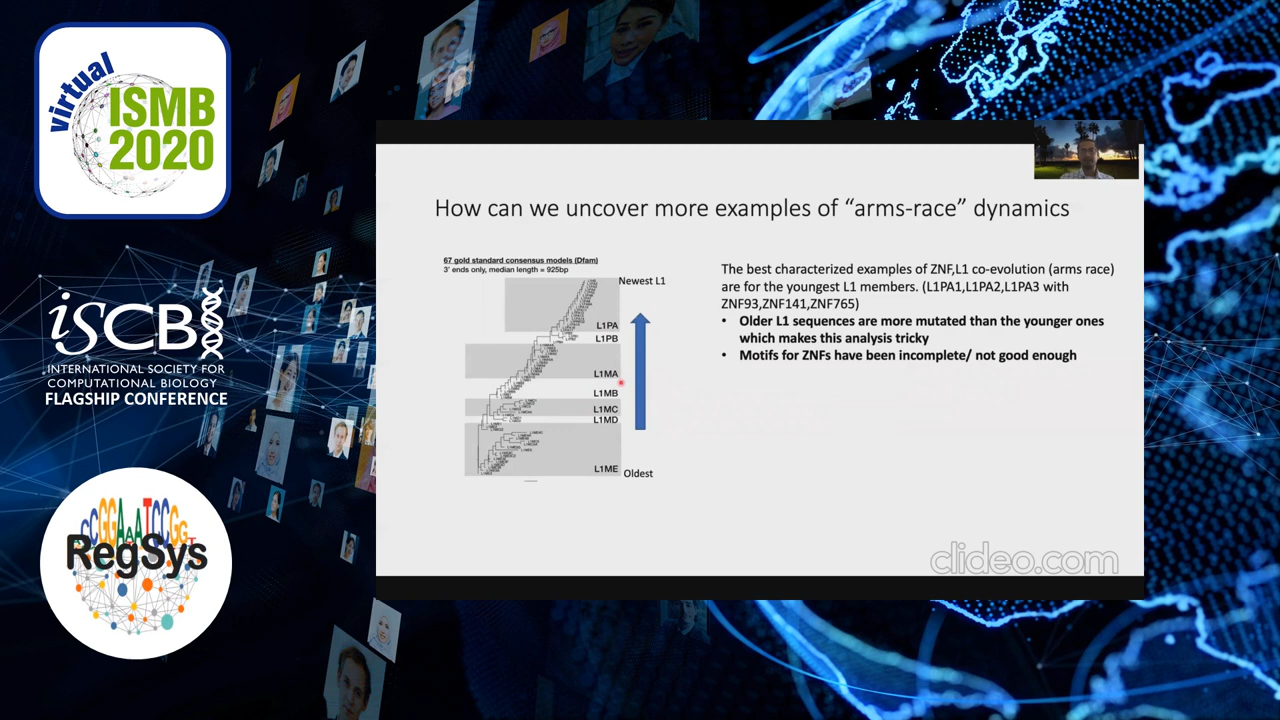 virtual
ISMB
2020
iSCB
INTERNATIONAL SOCIETY FOR
COMPUTATIONAL BIOLOGY
FLAGSHIP CONFERENCE
RegSys
How can we uncover more examples of “arms-race” dynamics
67 gold standard consensus models (Dfam)
3' ends only, median length = 925bp
Newest L1
L1PA
L1PB
L1MA
L1MB
L1MC
L1MD
L1ME
Oldest
The best characterized examples of ZNF,L1 co-evolution (arms race)
are for the youngest L1 members. (L1PA1,L1PA2,L1PA3 with
ZNF93,ZNF141,ZNF765)
• Older L1 sequences are more mutated than the younger ones
which makes this analysis tricky
• Motifs for ZNFs have been incomplete/ not good enough
clideo.com